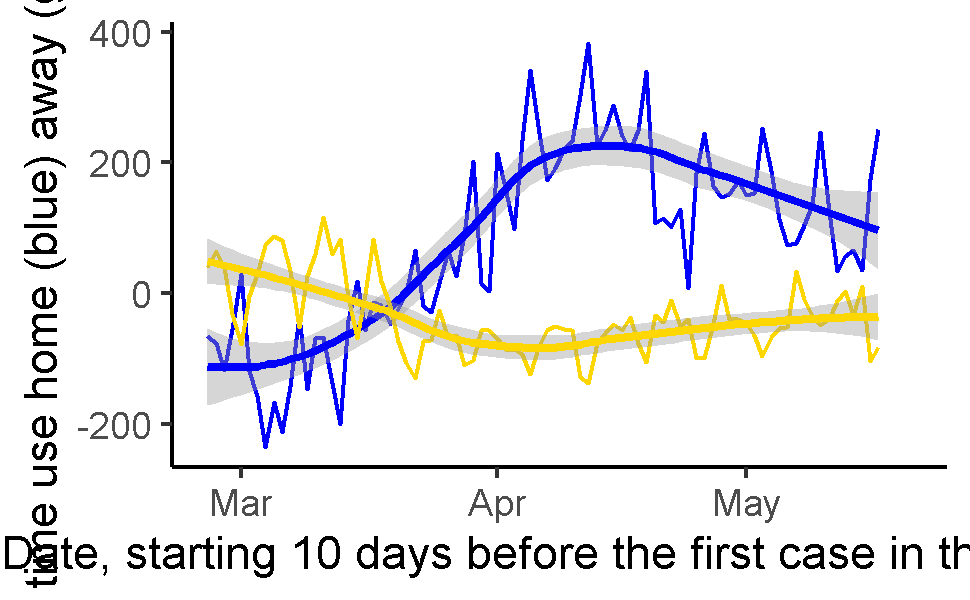 time use home (blue) away (
400
200
0
-200
Mar Apr May
Date, starting 10 days before the first case in th